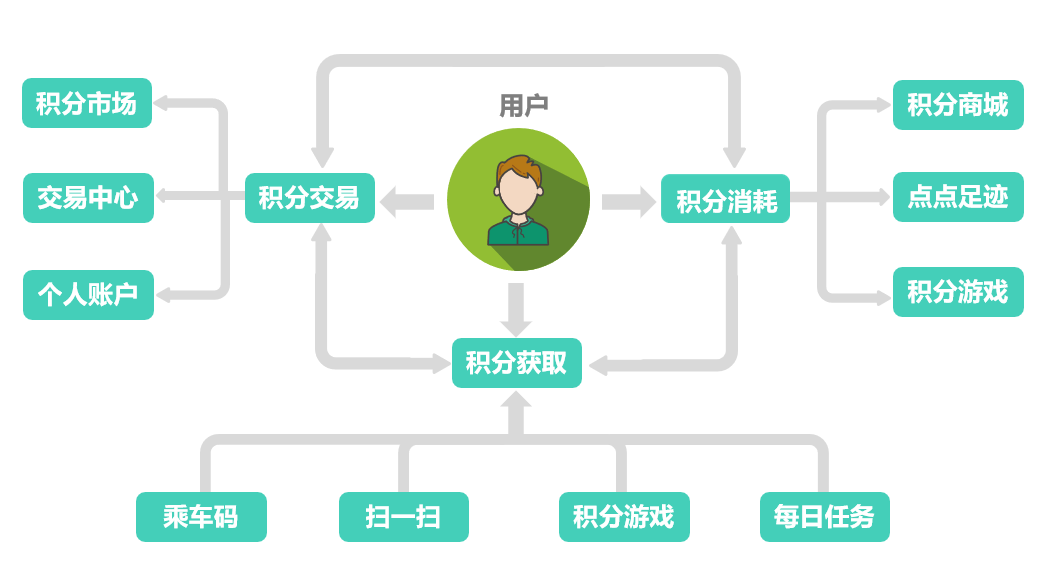 用户
积分市场
积分商城
交易中心
积分交易
积分消耗
点点足迹
个人账户
积分游戏
积分获取
乘车码
扫一扫
积分游戏
每日任务